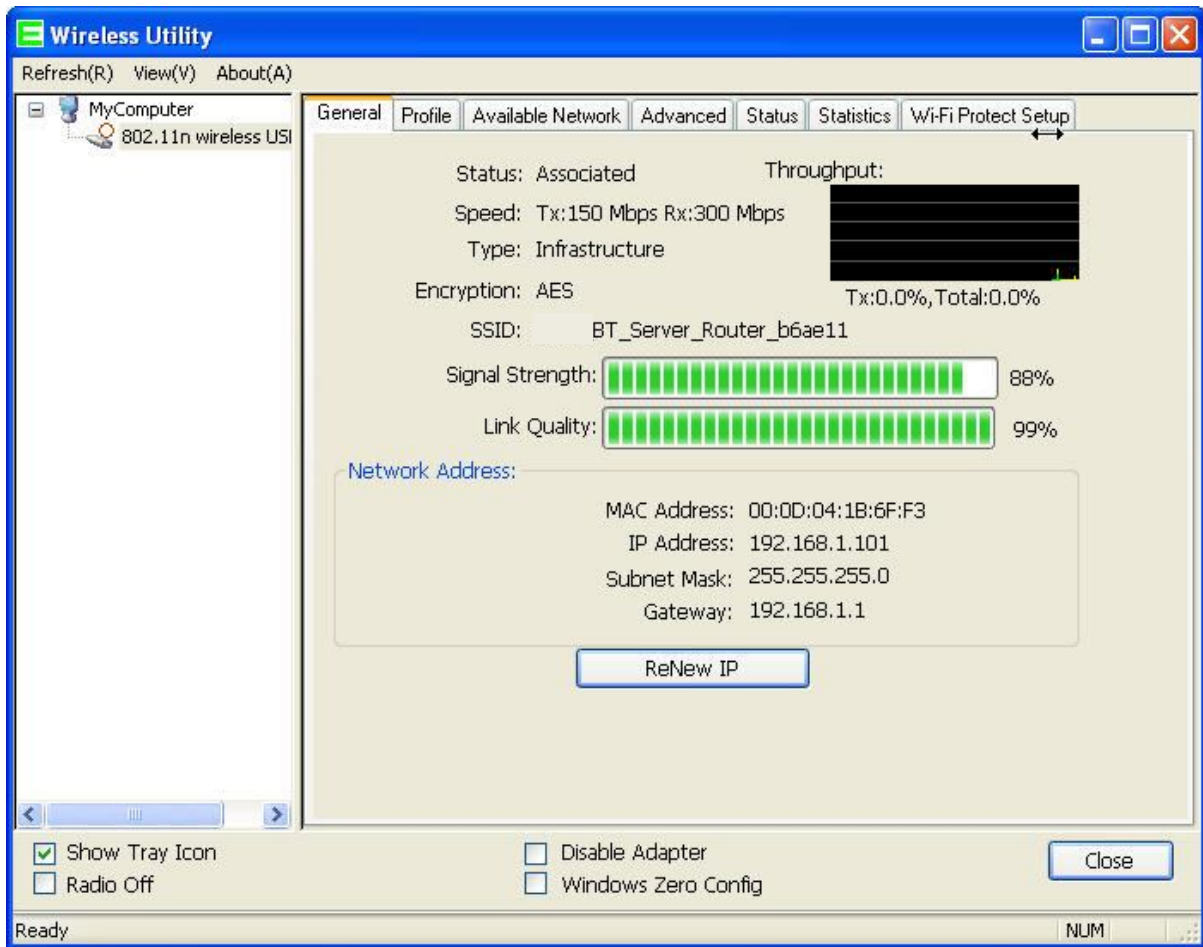 Wireless Utility
Refresh(R) View(V) About(A)
MyComputer
802.11n wireless USI
General Profile Available Network Advanced Status Statistics Wi-Fi Protect Setup
Status: Associated
Throughput:
Speed: Tx:150 Mbps Rx:300 Mbps
Type: Infrastructure
Encryption: AES
Tx:0.0%, Total:0.0%
SSID: BT_Server_Router_b6ae11
Signal Strength: 88%
Link Quality: 99%
Network Address:
MAC Address: 00:0D:04:1B:6F:F3
IP Address: 192.168.1.101
Subnet Mask: 255.255.255.0
Gateway: 192.168.1.1
ReNew IP
Show Tray Icon
Disable Adapter
Radio Off
Windows Zero Config
Close
Ready
NUM